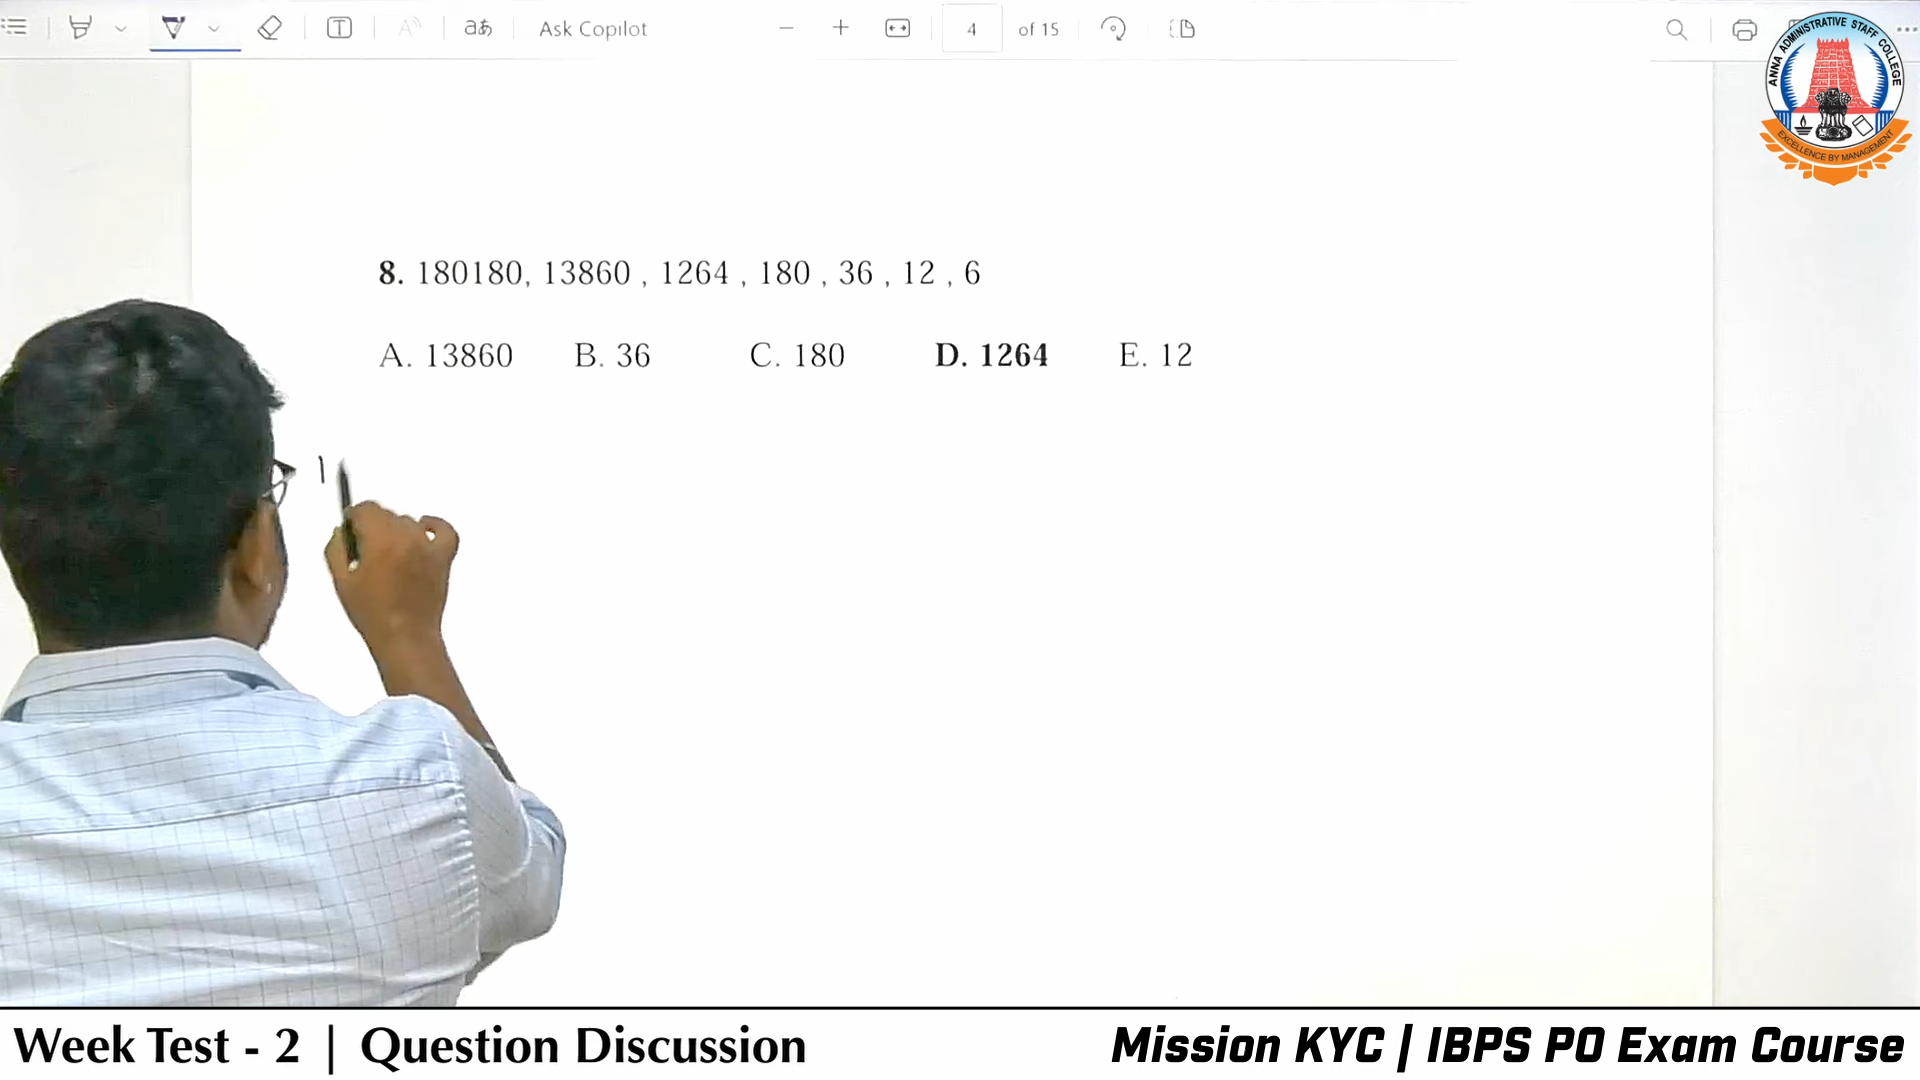 Ask Copilot
4 of 15
ANNA ADMINISTRATIVE STAFF COLLEGE
EXCELLENCE BY MANAGEMENT
8. 180180, 13860 , 1264 , 180 , 36 , 12 , 6
A. 13860 B. 36 C. 180 D. 1264 E. 12
1
Week Test - 2 | Question Discussion
Mission KYC | IBPS PO Exam Course